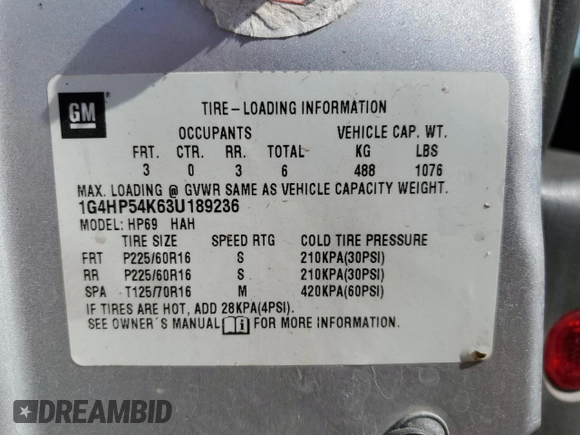 GM
TIRE-LOADING INFORMATION
OCCUPANTS VEHICLE CAP. WT.
FRT. CTR. RR. TOTAL KG LBS
3 0 3 6 488 1076
MAX. LOADING @ GVWR SAME AS VEHICLE CAPACITY WEIGHT.
1G4HP54K63U189236
MODEL: HP69 HAH
TIRE SIZE SPEED RTG COLD TIRE PRESSURE
FRT P225/60R16 S 210KPA(30PSI)
RR P225/60R16 S 210KPA(30PSI)
SPA T125/70R16 M 420KPA(60PSI)
IF TIRES ARE HOT, ADD 28KPA(4PSI).
SEE OWNER'S MANUAL i FOR MORE INFORMATION.
DREAMBID